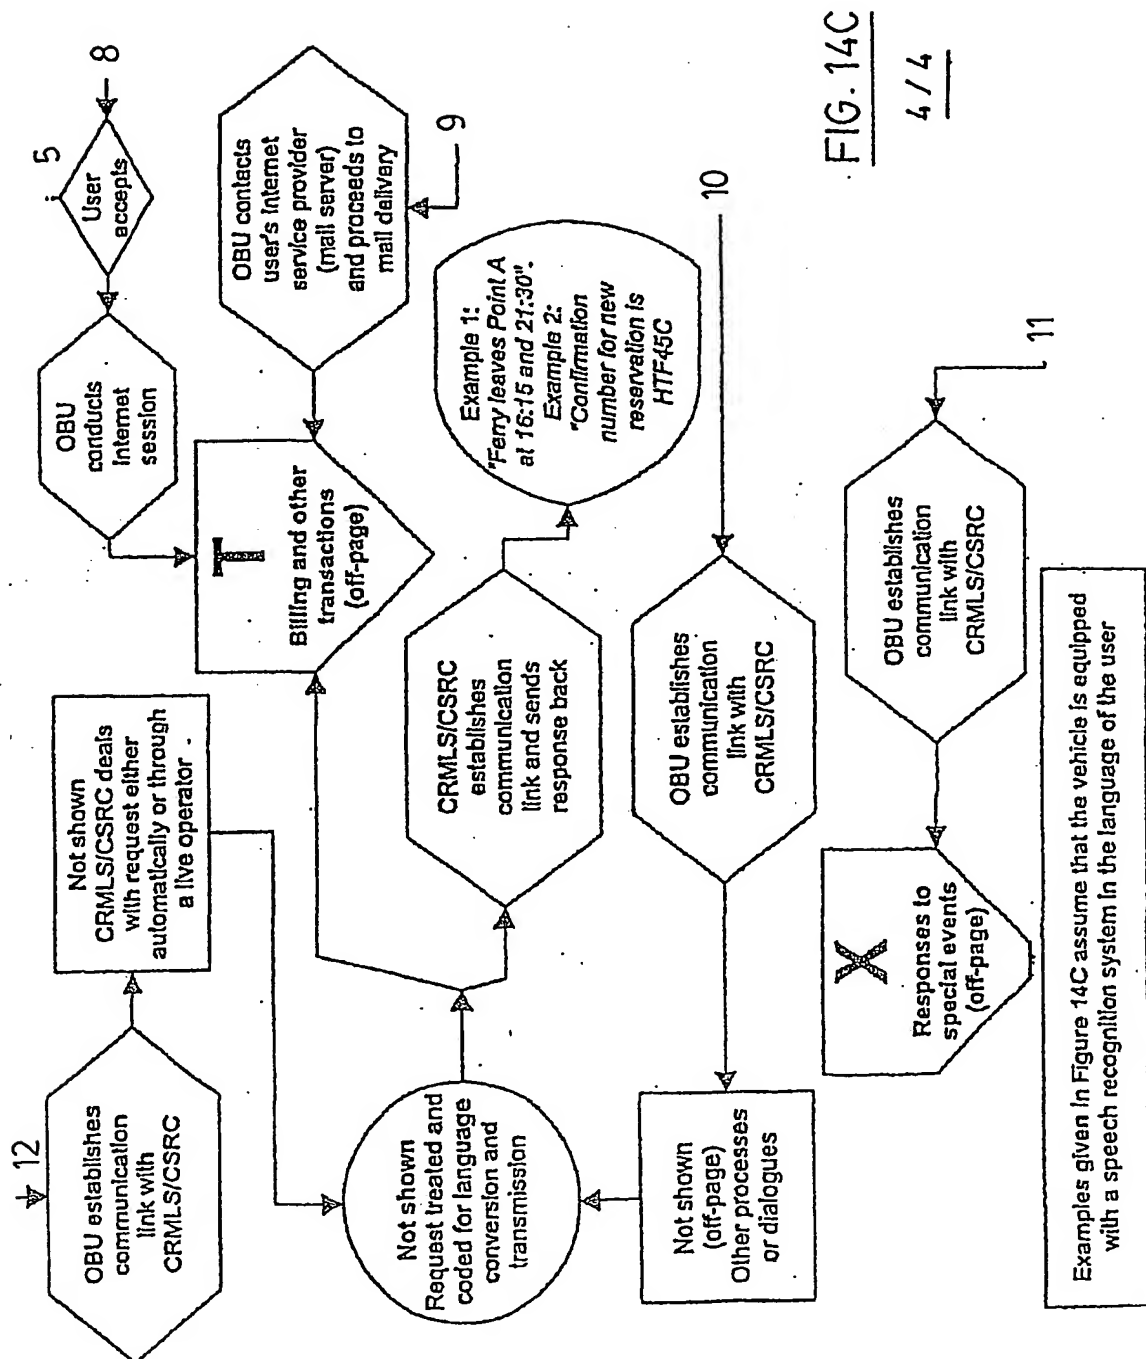 12
OBU establishes
communication
link with
CRMLS/CSRC
Not shown
CRMLS/CSRC deals
with request either
automatically or through
a live operator .
OBU
conducts
Internet
session
User
accepts
5
8
T
Billing and other
transactions
(off-page)
OBU contacts
user's Internet
service provider
(mail server)
and proceeds to
mail delivery
9
Not shown
Request treated and
coded for language
conversion and
transmission
CRMLS/CSRC
establishes
communication
link and sends
response back
Example 1:
"Ferry leaves Point A
at 16:15 and 21:30".
Example 2:
"Confirmation
number for new
reservation is
HTF45C
Not shown
(off-page)
Other processes
or dialogues
OBU establishes
communication
link with
CRMLS/CSRC
10
X
Responses to
special events
(off-page)
OBU establishes
communication
link with
CRMLS/CSRC
11
Examples given in Figure 14C assume that the vehicle is equipped
with a speech recognition system in the language of the user
FIG. 14C
4 / 4